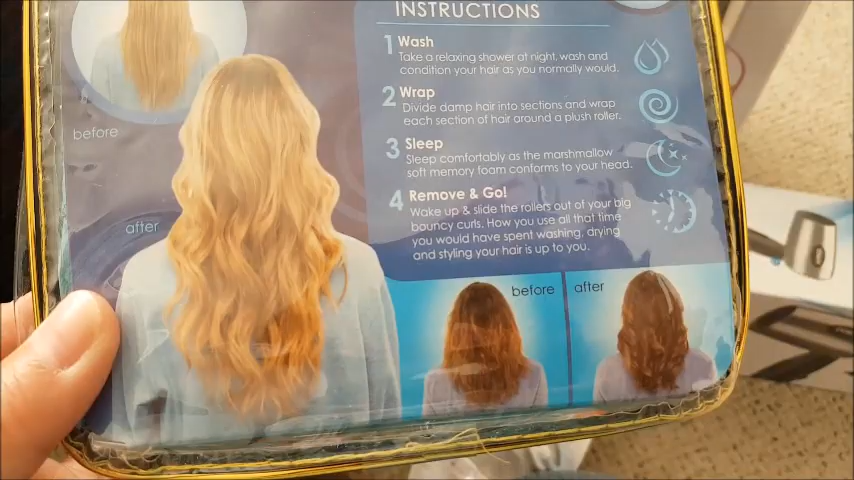 INSTRUCTIONS
1 Wash
Take a relaxing shower at night, wash and
condition your hair as you normally would.
2 Wrap
Divide damp hair into sections and wrap
each section of hair around a plush roller.
3 Sleep
Sleep comfortably as the marshmallow
soft memory foam conforms to your head.
4 Remove & Go!
Wake up & slide the rollers out of your big
bouncy curls. How you use all that time
you would have spent washing, drying
and styling your hair is up to you.
before
after
before
after